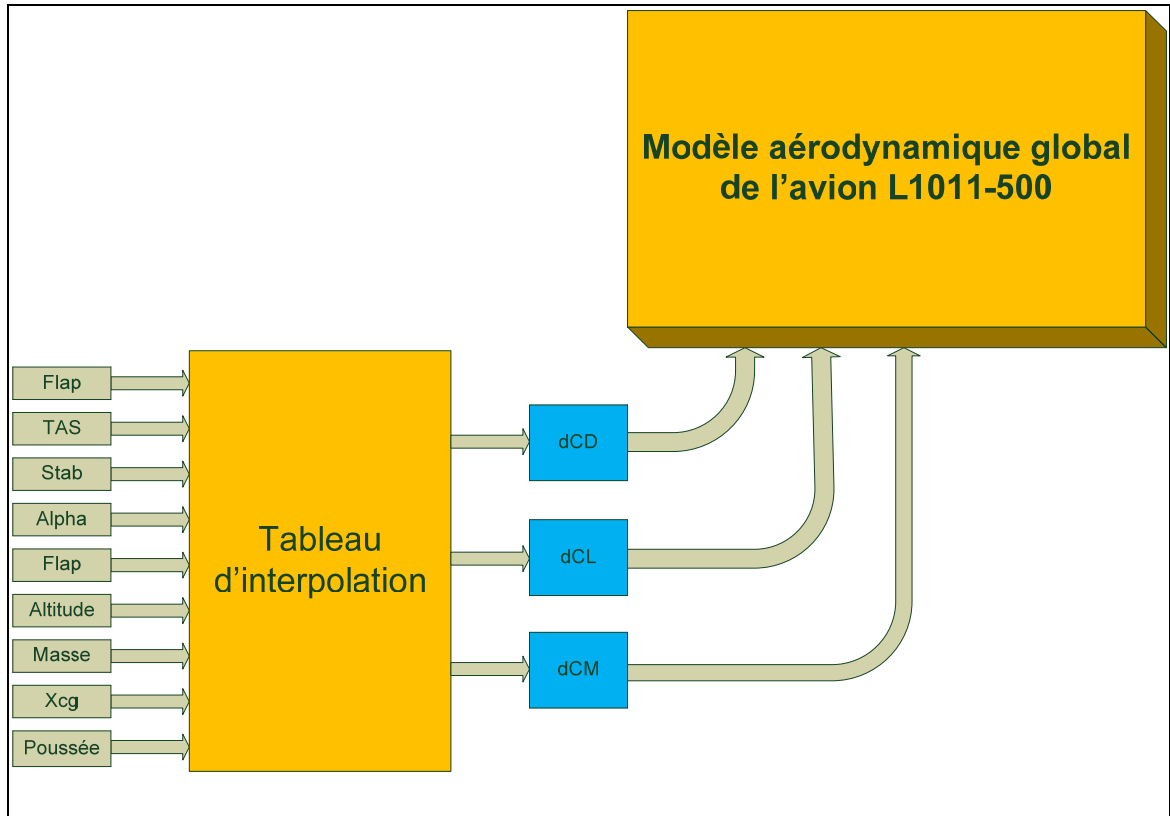 Modèle aérodynamique global
de l'avion L1011-500
Flap
TAS
Stab
Alpha
Flap
Altitude
Masse
Xcg
Poussée
Tableau
d'interpolation
dCD
dCL
dCM